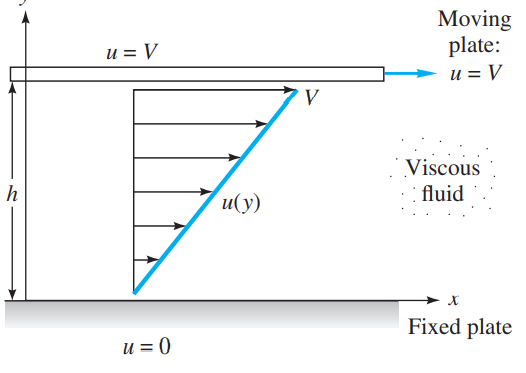 y
Moving
plate:
u = V
u = V
V
h
u(y)
Viscous
fluid
x
Fixed plate
u = 0